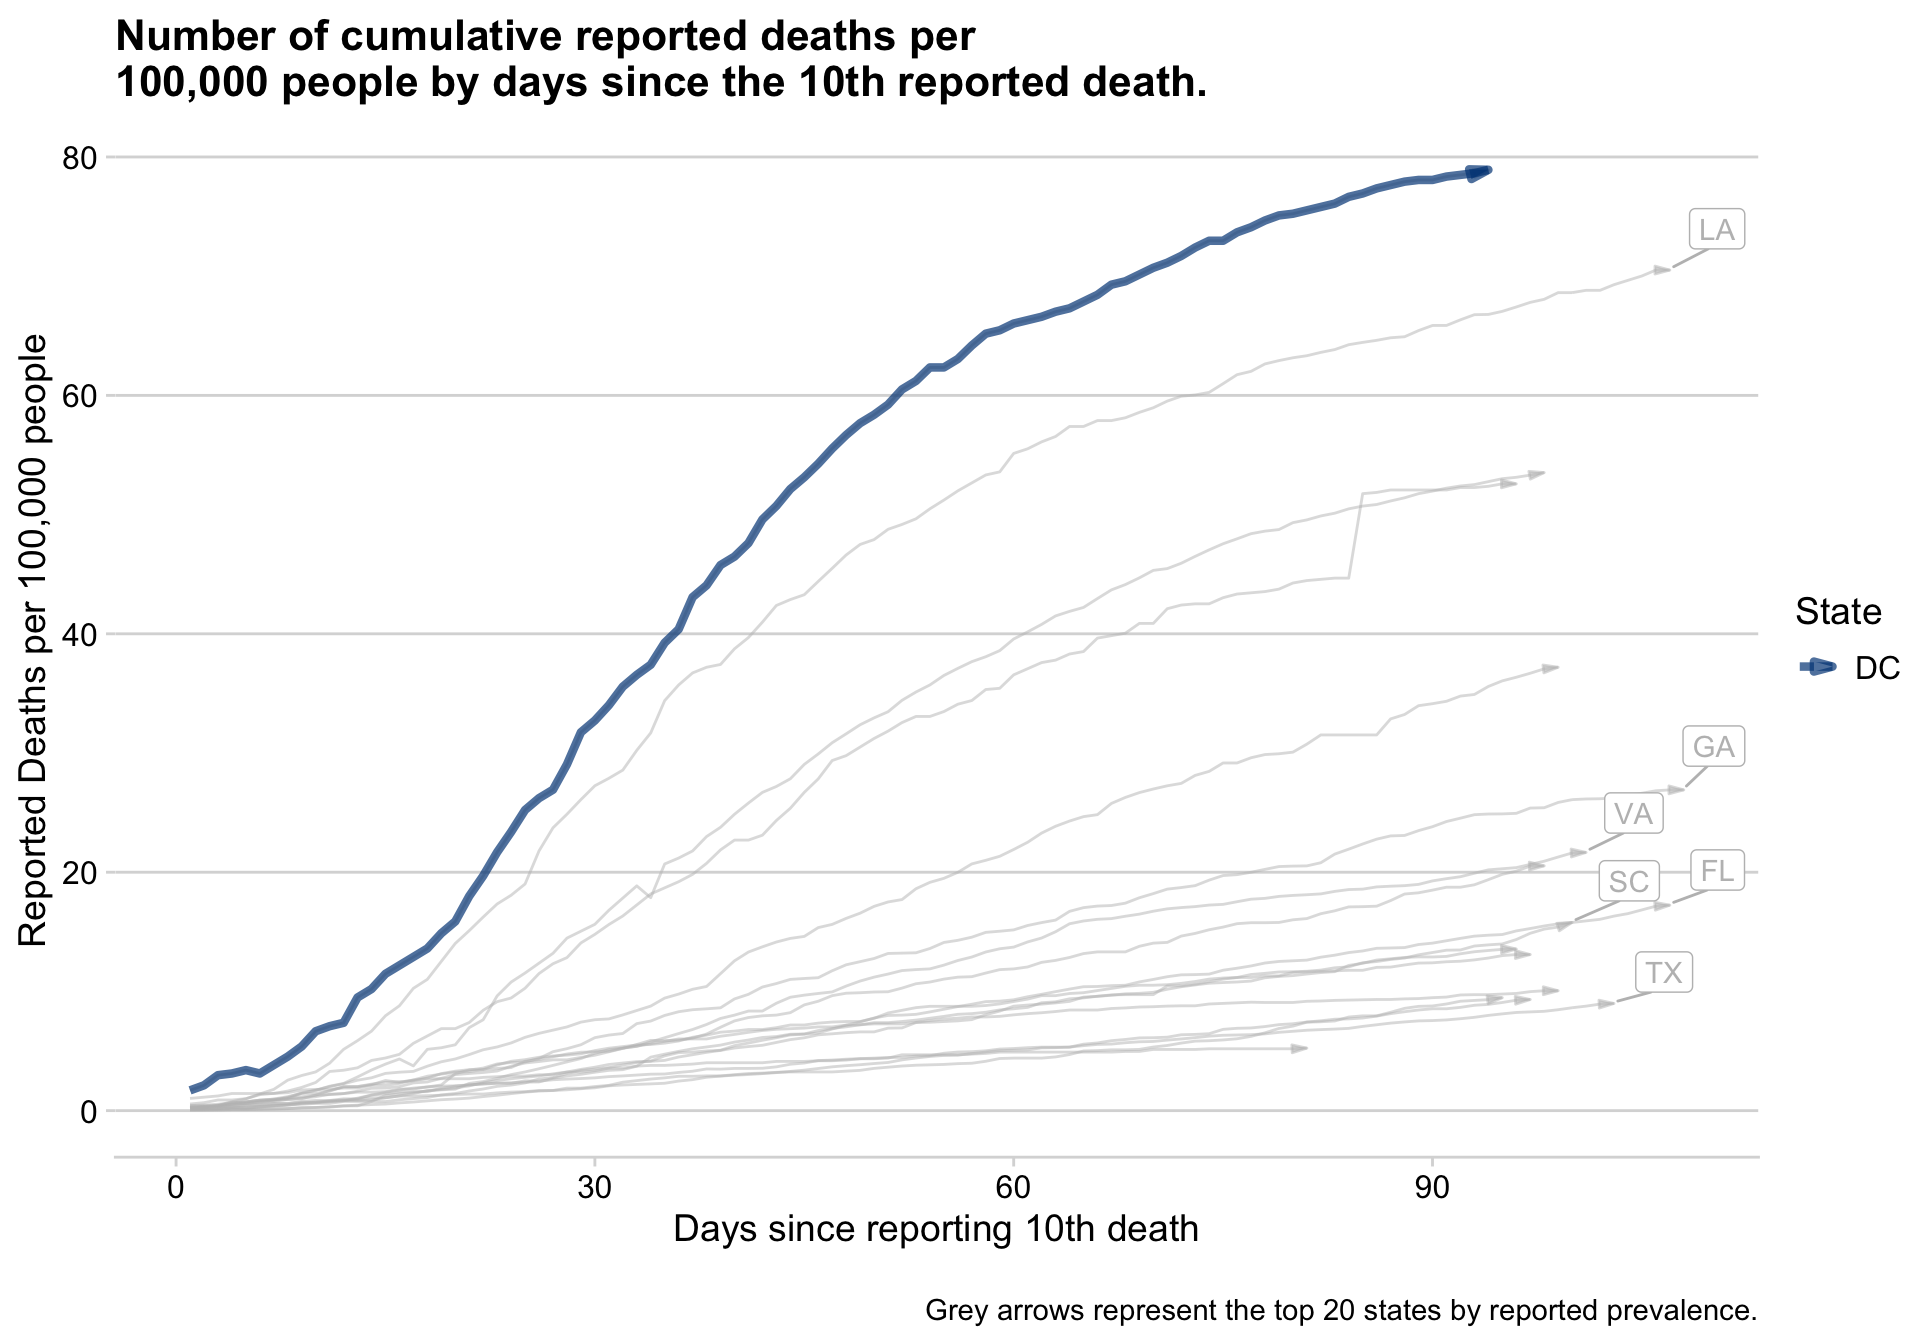 Number of cumulative reported deaths per
100,000 people by days since the 10th reported death.
Reported Deaths per 100,000 people
80
60
40
20
0
LA
GA
VA
SC
FL
TX
State
DC
0
30
60
90
Days since reporting 10th death
Grey arrows represent the top 20 states by reported prevalence.